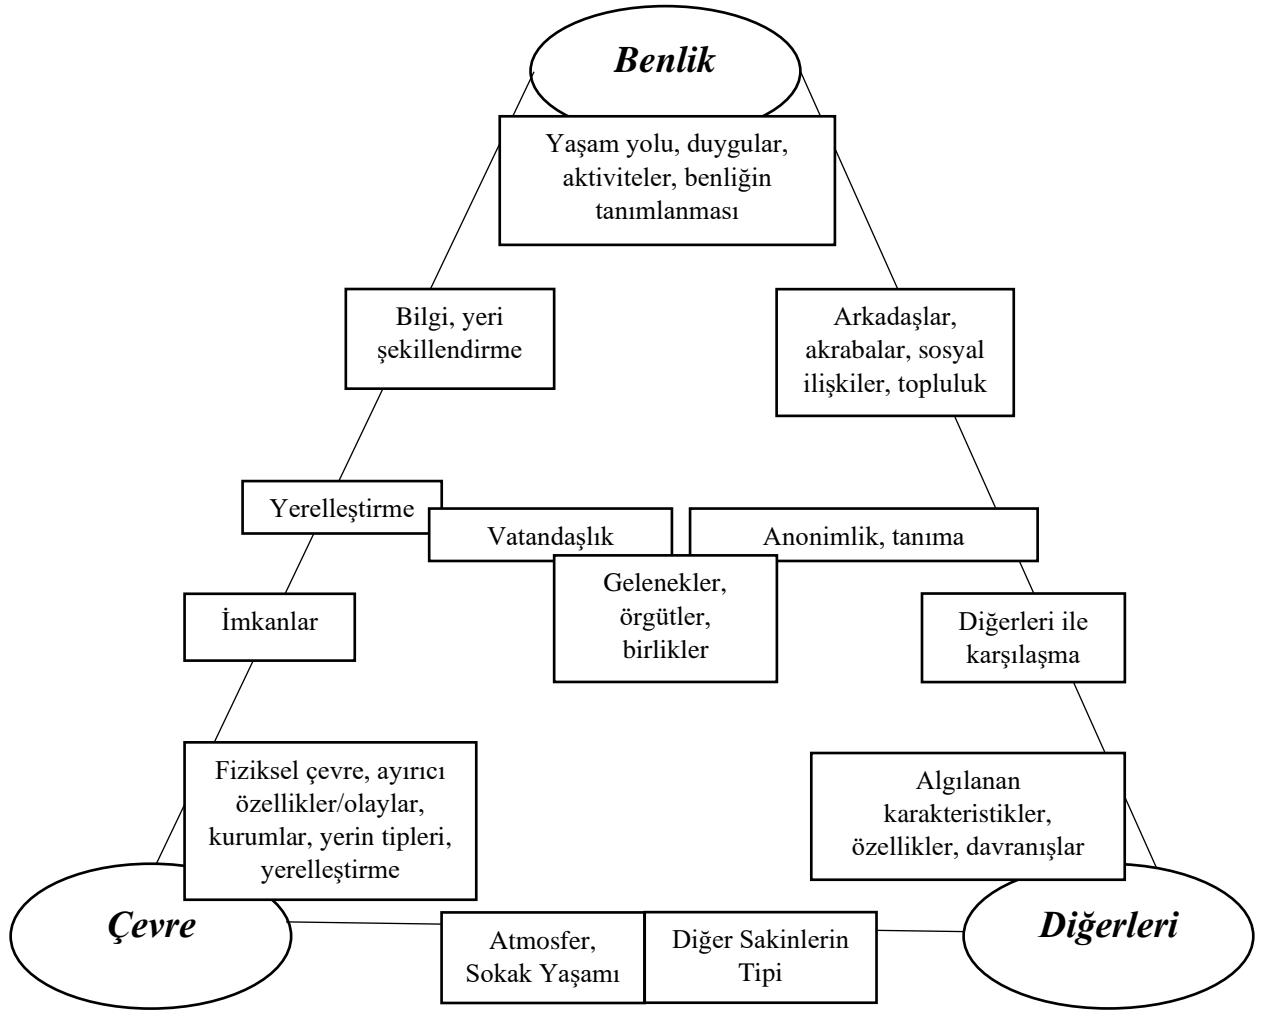 Benlik
Yaşam yolu, duygular,
aktiviteler, benliğin
tanımlanması
Bilgi, yeri
şekillendirme
Arkadaşlar,
akrabalar, sosyal
ilişkiler, topluluk
Yerelleştirme
Vatandaşlık
Anonimlik, tanıma
Gelenekler,
örgütler,
birlikler
İmkanlar
Diğerleri ile
karşılaşma
Fiziksel çevre, ayırıcı
özellikler/olaylar,
kurumlar, yerin tipleri,
yerelleştirme
Algılanan
karakteristikler,
özellikler, davranışlar
Çevre
Atmosfer,
Sokak Yaşamı
Diğer Sakinlerin
Tipi
Diğerleri